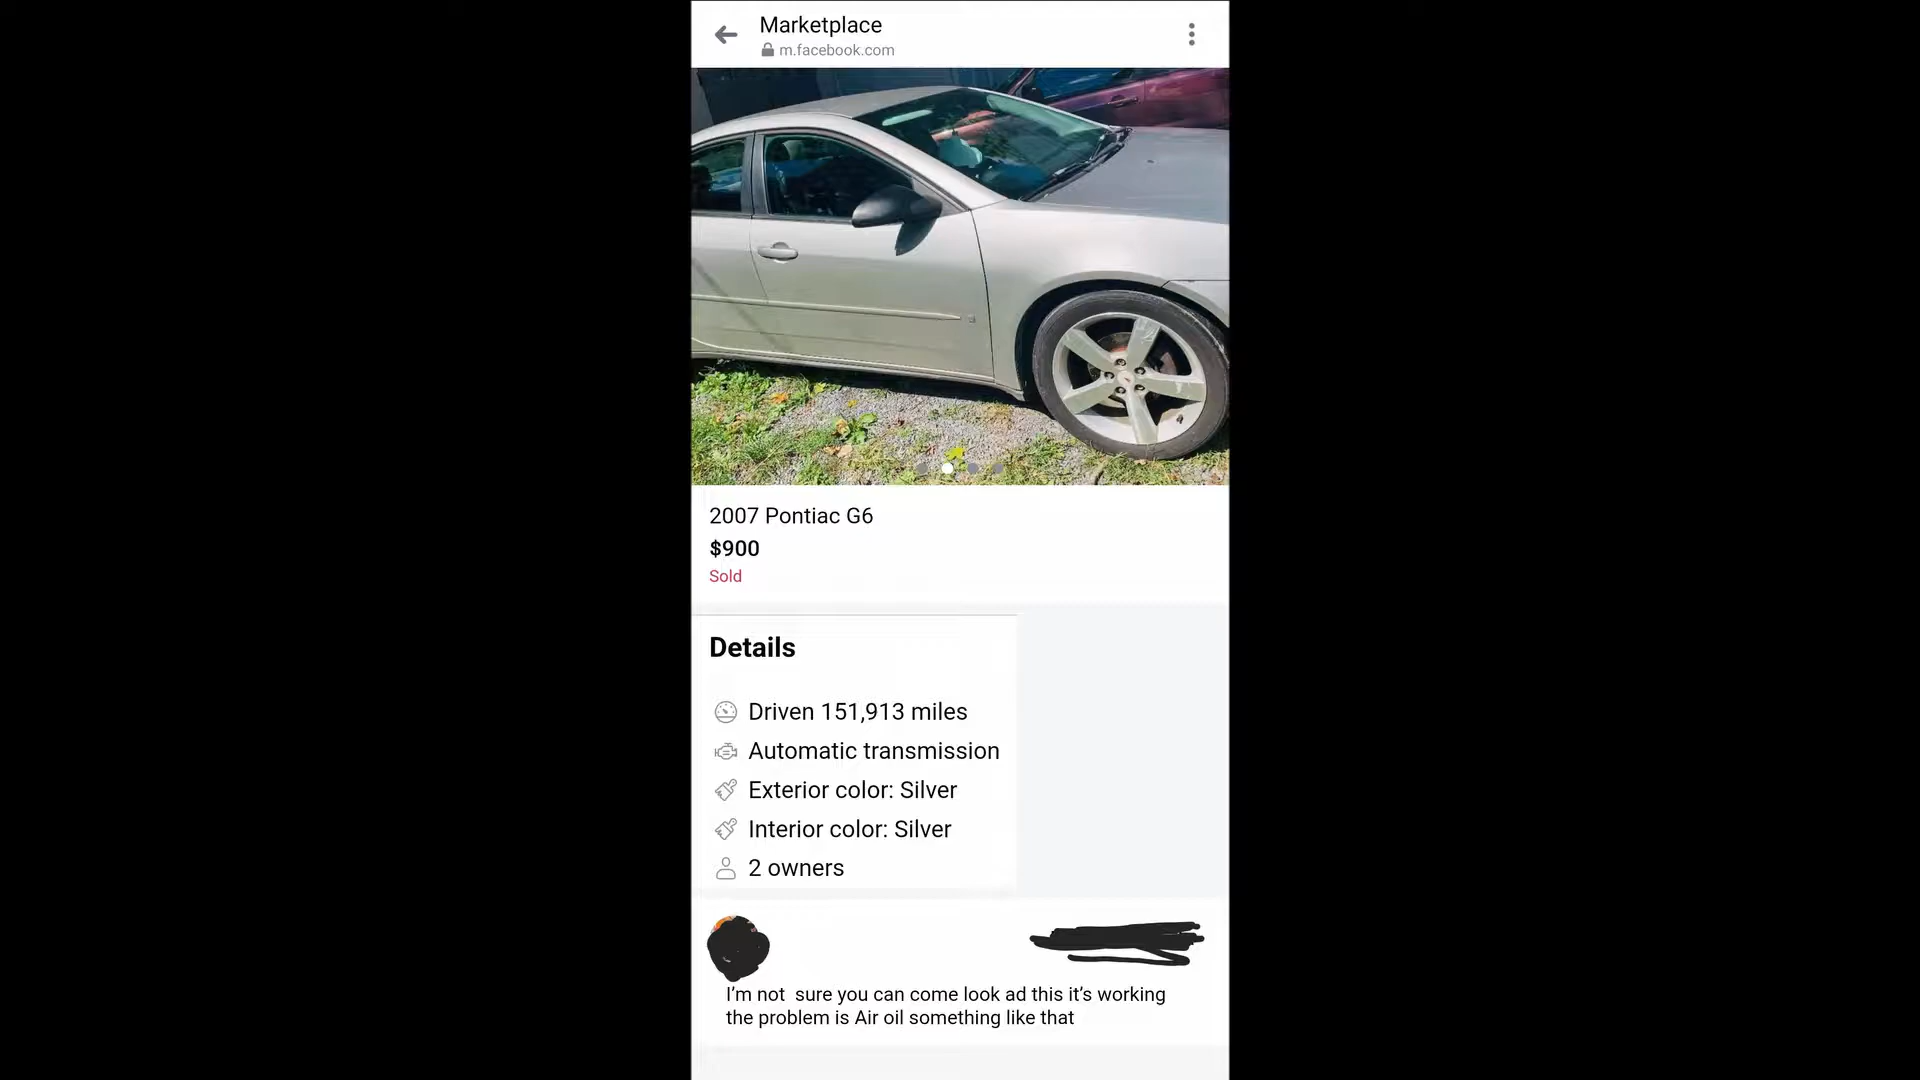 Marketplace
m.facebook.com
2007 Pontiac G6
$900
Sold
Details
Driven 151,913 miles
Automatic transmission
Exterior color: Silver
Interior color: Silver
2 owners
I’m not  sure you can come look ad this it’s working
the problem is Air oil something like that